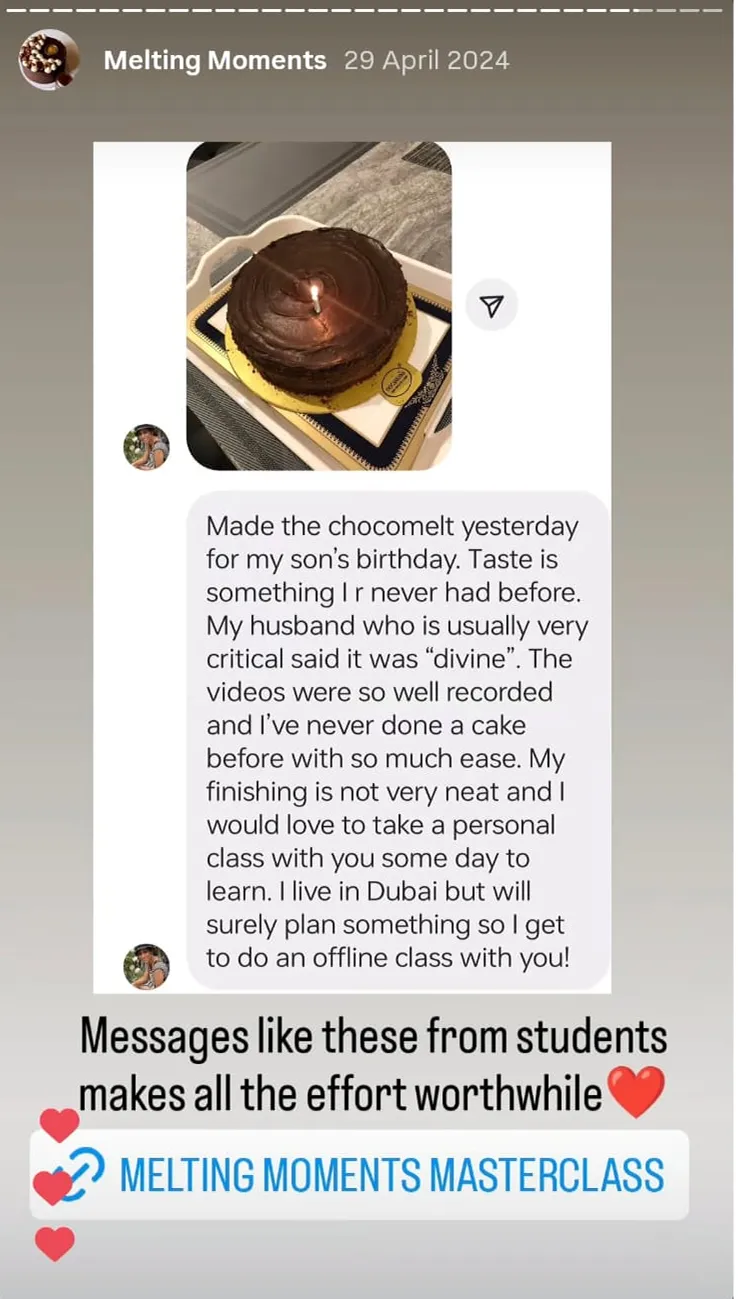 Melting Moments 29 April 2024
Made the chocomelt yesterday
for my son's birthday. Taste is
something I r never had before.
My husband who is usually very
critical said it was “divine”. The
videos were so well recorded
and I've never done a cake
before with so much ease. My
finishing is not very neat and I
would love to take a personal
class with you some day to
learn. I live in Dubai but will
surely plan something so I get
to do an offline class with you!
Messages like these from students
makes all the effort worthwhile❤️
MELTING MOMENTS MASTERCLASS